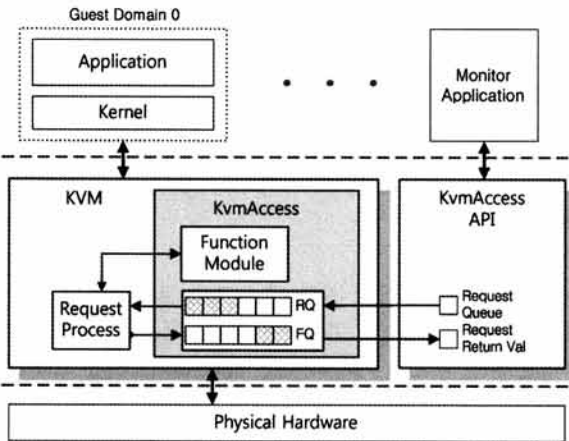 Guest Domain 0
Application
Kernel
Monitor
Application
KVM
KvmAccess
Function
Module
Request
Process
RQ
FQ
KvmAccess
API
Request
Queue
Request
Return Val
Physical Hardware